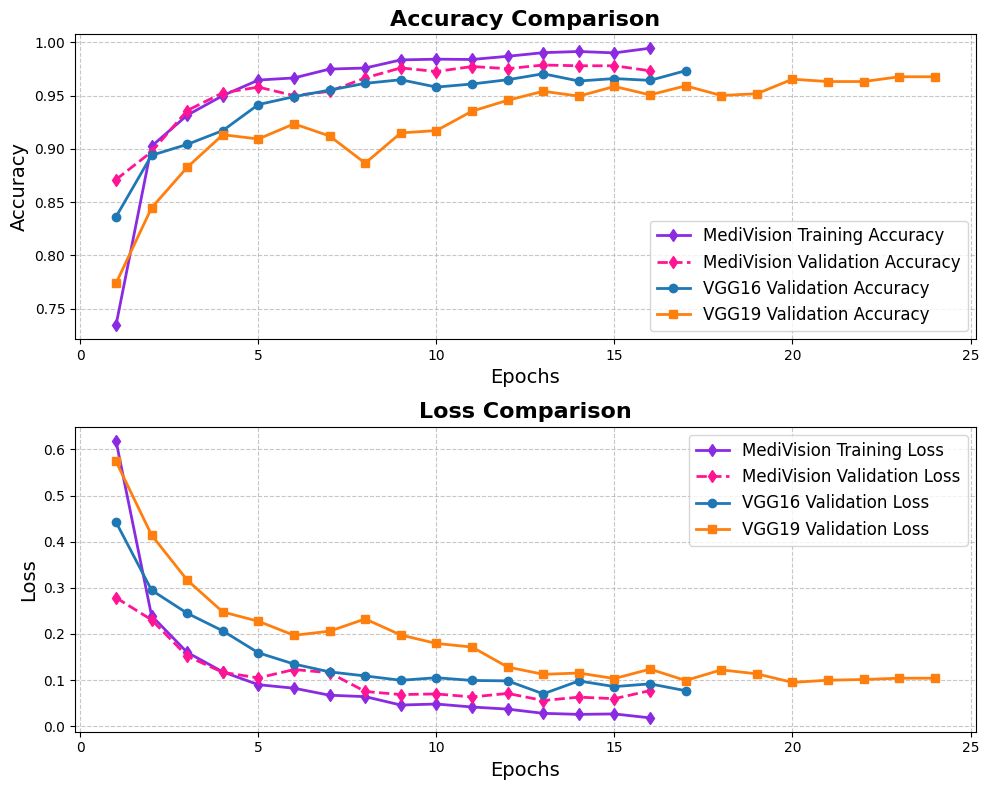 Accuracy Comparison
1.00
0.95
0.90
0.85
0.80
0.75
Accuracy
MediVision Training Accuracy
MediVision Validation Accuracy
VGG16 Validation Accuracy
VGG19 Validation Accuracy
0 5 10 15 20 25
Epochs
Loss Comparison
0.6
0.5
0.4
0.3
0.2
0.1
0.0
Loss
MediVision Training Loss
MediVision Validation Loss
VGG16 Validation Loss
VGG19 Validation Loss
0 5 10 15 20 25
Epochs